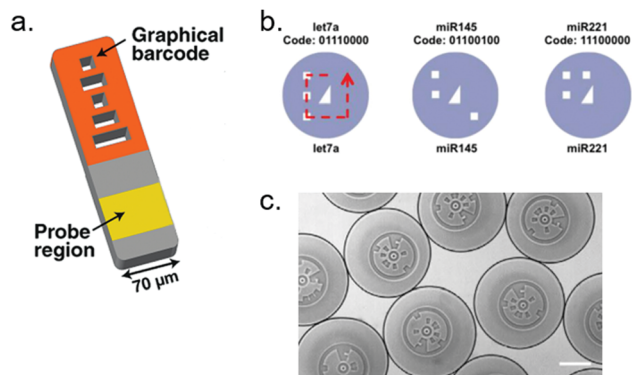 a.
Graphical
barcode
Probe
region
70 µm
b.
let7a
Code: 01110000
let7a
miR145
Code: 01100100
miR145
miR221
Code: 11100000
miR221
c.